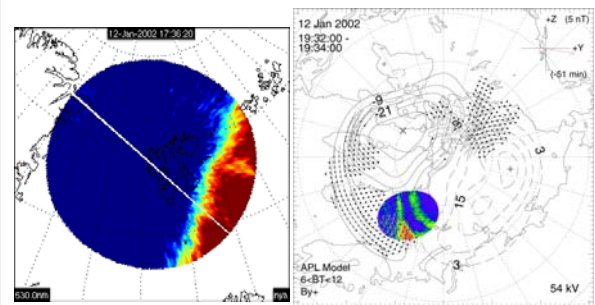 12-Jan-2002 17:36:20
630.0nm
nya
12 Jan 2002
19:32:00 -
19:34:00
+Z (5 nT)
+Y
(-51 min)
-9
-21
3
15
3
APL Model
6<BT<12
By+
54 kV